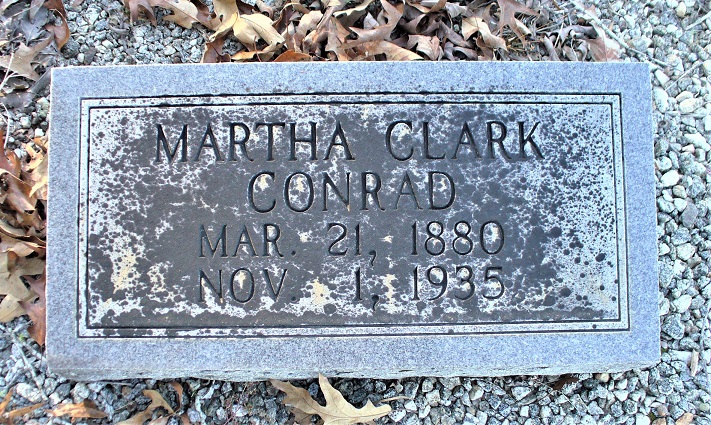 MARTHA CLARK
CONRAD
MAR. 21, 1880
NOV. 1, 1935